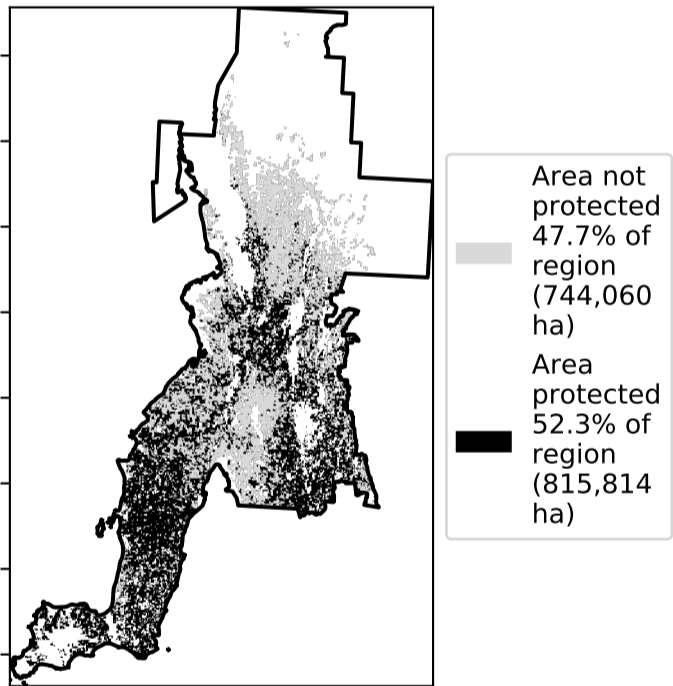 Area not
protected
47.7% of
region
(744,060
ha)
Area
protected
52.3% of
region
(815,814
ha)